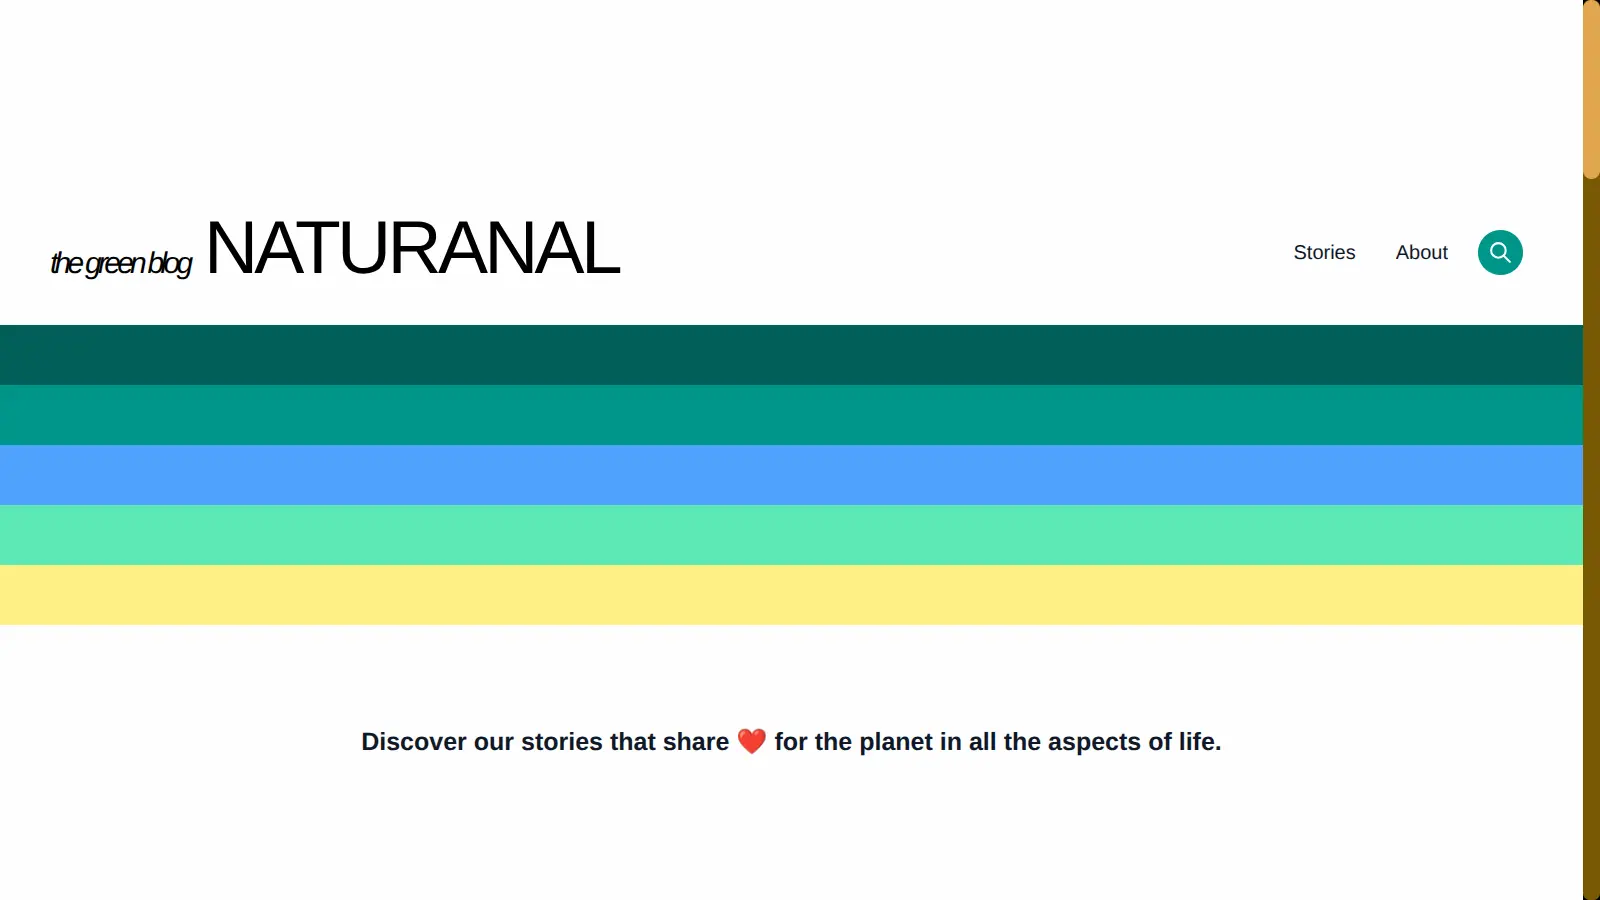 the green blog NATURANAL
Stories About
Discover our stories that share ❤️ for the planet in all the aspects of life.